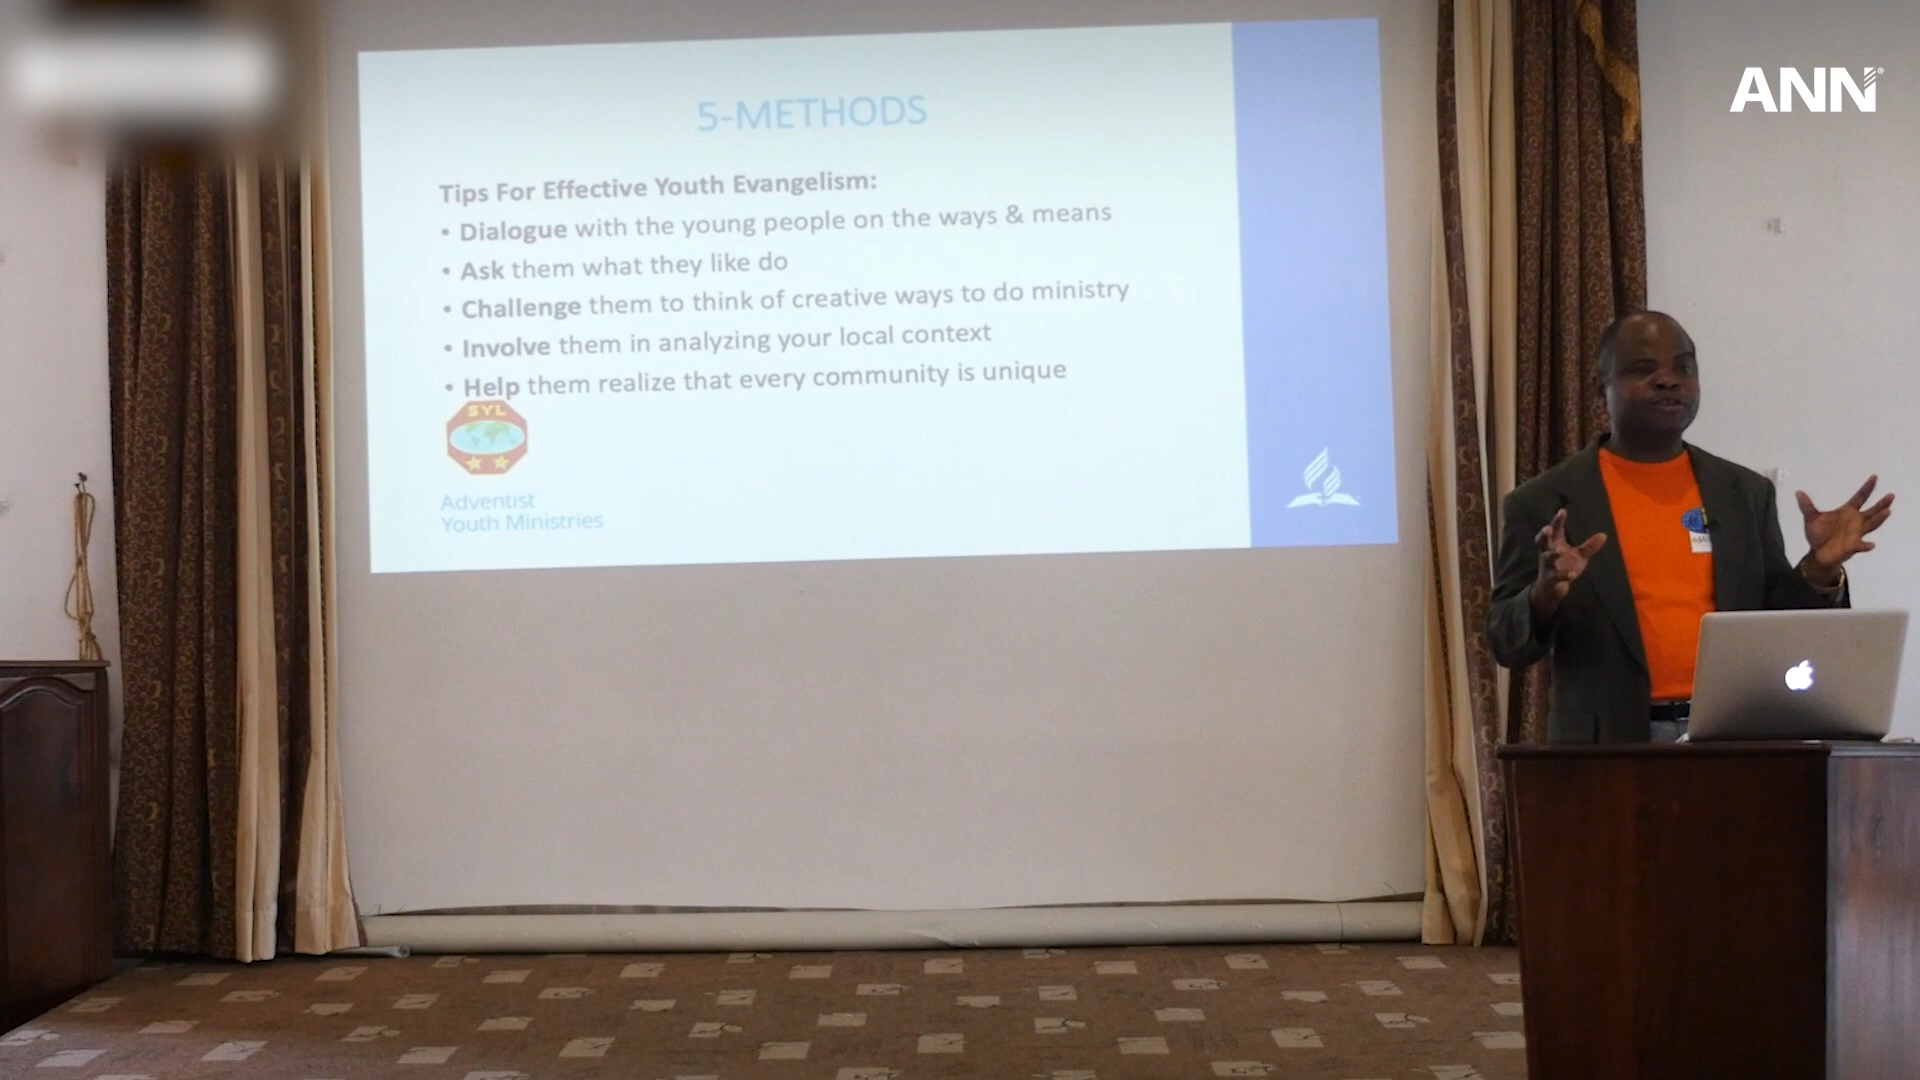 ANN
5-METHODS
Tips For Effective Youth Evangelism:
• Dialogue with the young people on the ways & means
• Ask them what they like do
• Challenge them to think of creative ways to do ministry
• Involve them in analyzing your local context
• Help them realize that every community is unique
SYL
Adventist
Youth Ministries